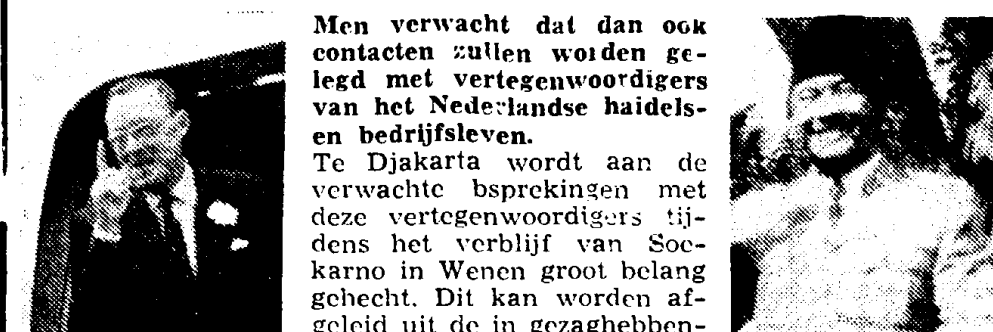 Men verwacht dat dan ook
contacten zullen worden ge-
legd met vertegenwoordigers
van het Nederlandse haidels-
en bedrijfsleven.
Te Djakarta wordt aan de
verwachte bsprekingen met
deze vertegenwoordigers tij-
dens het verblijf van Soe-
karno in Wenen groot belang
gehecht. Dit kan worden af-
geleid uit de in gezaghebben-